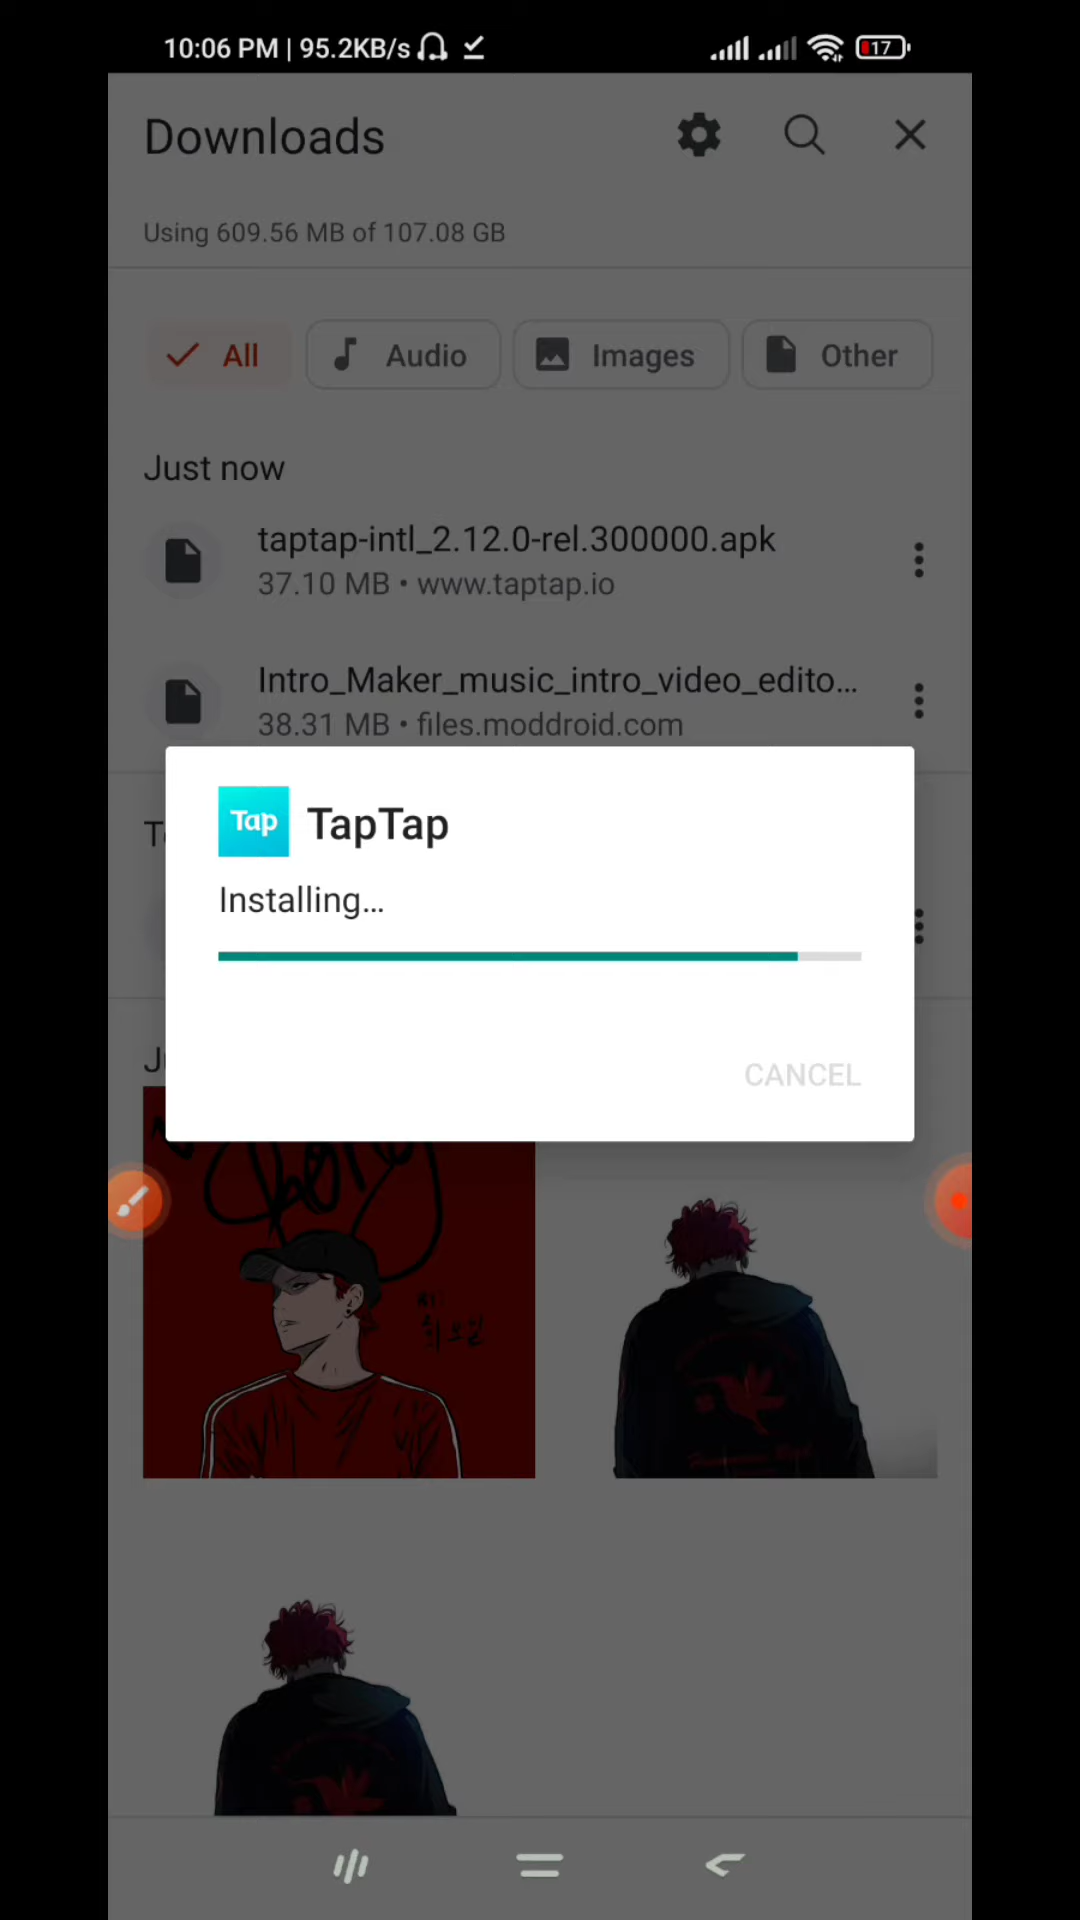 10:06 PM | 95.2KB/s
17
Downloads
Using 609.56 MB of 107.08 GB
All
Audio
Images
Other
Just now
taptap-intl_2.12.0-rel.300000.apk
37.10 MB • www.taptap.io
Intro_Maker_music_intro_video_edito...
38.31 MB • files.moddroid.com
Tap
TapTap
Installing...
CANCEL